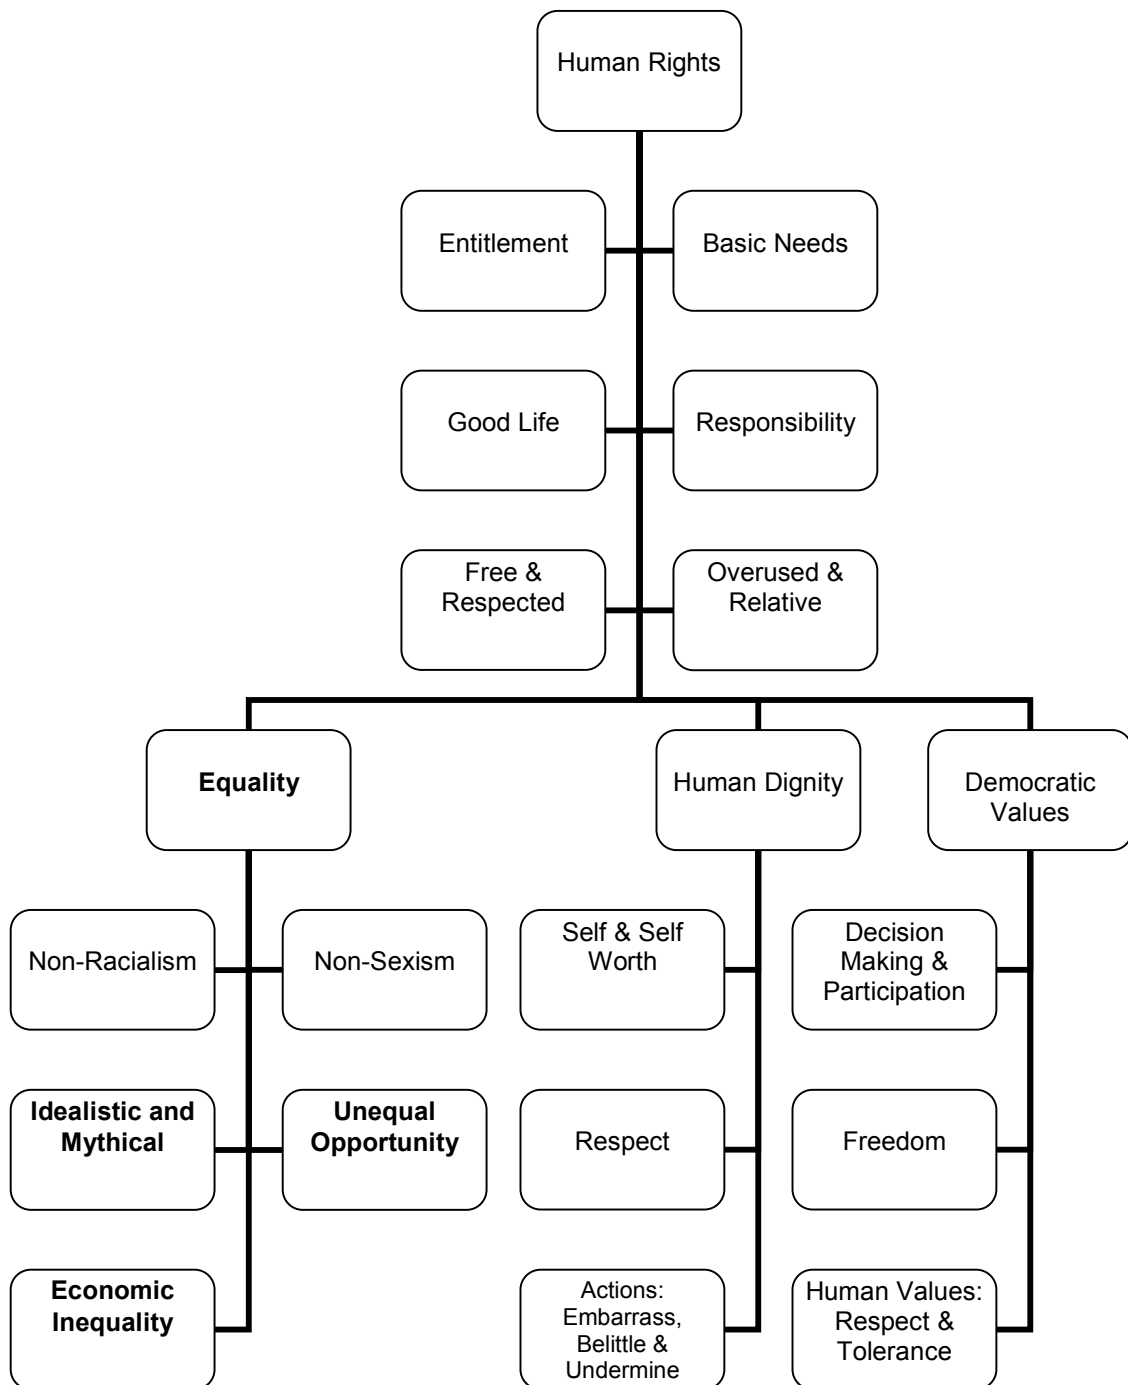 Human Rights
Entitlement
Basic Needs
Good Life
Responsibility
Free &
Respected
Overused &
Relative
Equality
Human Dignity
Democratic
Values
Non-Racialism
Non-Sexism
Self & Self
Worth
Decision
Making &
Participation
Idealistic and
Mythical
Unequal
Opportunity
Respect
Freedom
Economic
Inequality
Actions:
Embarrass,
Belittle &
Undermine
Human Values:
Respect &
Tolerance